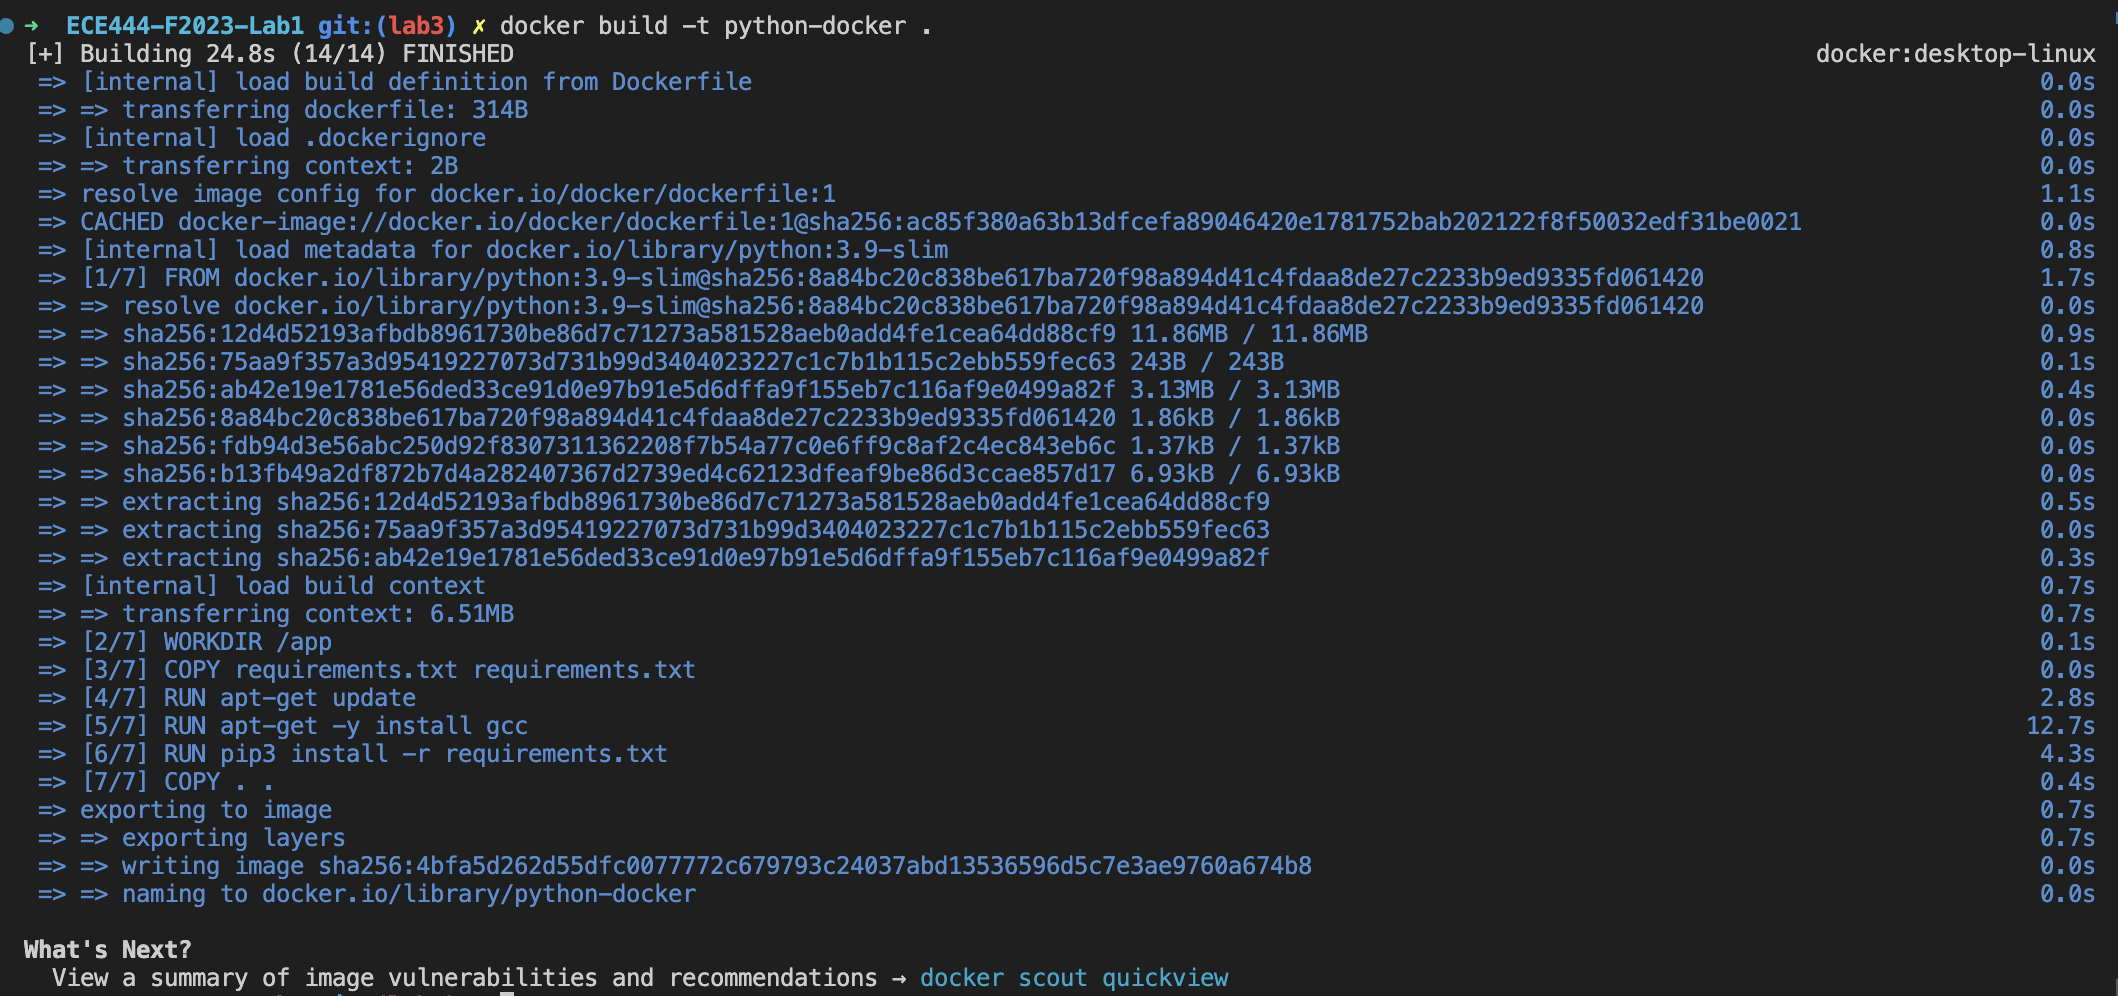 ➜ ECE444-F2023-Lab1 git:(lab3) ✗ docker build -t python-docker .
[+] Building 24.8s (14/14) FINISHED docker:desktop-linux
=> [internal] load build definition from Dockerfile 0.0s
=> => transferring dockerfile: 314B 0.0s
=> [internal] load .dockerignore 0.0s
=> => transferring context: 2B 0.0s
=> resolve image config for docker.io/docker/dockerfile:1 1.1s
=> CACHED docker-image://docker.io/docker/dockerfile:1@sha256:ac85f380a63b13dfcefa89046420e1781752bab202122f8f50032edf31be0021 0.0s
=> [internal] load metadata for docker.io/library/python:3.9-slim 0.8s
=> [1/7] FROM docker.io/library/python:3.9-slim@sha256:8a84bc20c838be617ba720f98a894d41c4fdaa8de27c2233b9ed9335fd061420 1.7s
=> => resolve docker.io/library/python:3.9-slim@sha256:8a84bc20c838be617ba720f98a894d41c4fdaa8de27c2233b9ed9335fd061420 0.0s
=> => sha256:12d4d52193afbdb8961730be86d7c71273a581528aeb0add4fe1cea64dd88cf9 11.86MB / 11.86MB 0.9s
=> => sha256:75aa9f357a3d95419227073d731b99d3404023227c1c7b1b115c2ebb559fec63 243B / 243B 0.1s
=> => sha256:ab42e19e1781e56ded33ce91d0e97b91e5d6dffa9f155eb7c116af9e0499a82f 3.13MB / 3.13MB 0.4s
=> => sha256:8a84bc20c838be617ba720f98a894d41c4fdaa8de27c2233b9ed9335fd061420 1.86kB / 1.86kB 0.0s
=> => sha256:fdb94d3e56abc250d92f8307311362208f7b54a77c0e6ff9c8af2c4ec843eb6c 1.37kB / 1.37kB 0.0s
=> => sha256:b13fb49a2df872b7d4a282407367d2739ed4c62123dfeaf9be86d3ccae857d17 6.93kB / 6.93kB 0.0s
=> => extracting sha256:12d4d52193afbdb8961730be86d7c71273a581528aeb0add4fe1cea64dd88cf9 0.5s
=> => extracting sha256:75aa9f357a3d95419227073d731b99d3404023227c1c7b1b115c2ebb559fec63 0.0s
=> => extracting sha256:ab42e19e1781e56ded33ce91d0e97b91e5d6dffa9f155eb7c116af9e0499a82f 0.3s
=> [internal] load build context 0.7s
=> => transferring context: 6.51MB 0.7s
=> [2/7] WORKDIR /app 0.1s
=> [3/7] COPY requirements.txt requirements.txt 0.0s
=> [4/7] RUN apt-get update 2.8s
=> [5/7] RUN apt-get -y install gcc 12.7s
=> [6/7] RUN pip3 install -r requirements.txt 4.3s
=> [7/7] COPY . . 0.4s
=> exporting to image 0.7s
=> => exporting layers 0.7s
=> => writing image sha256:4bfa5d262d55dfc0077772c679793c24037abd13536596d5c7e3ae9760a674b8 0.0s
=> => naming to docker.io/library/python-docker 0.0s
What's Next?
View a summary of image vulnerabilities and recommendations → docker scout quickview